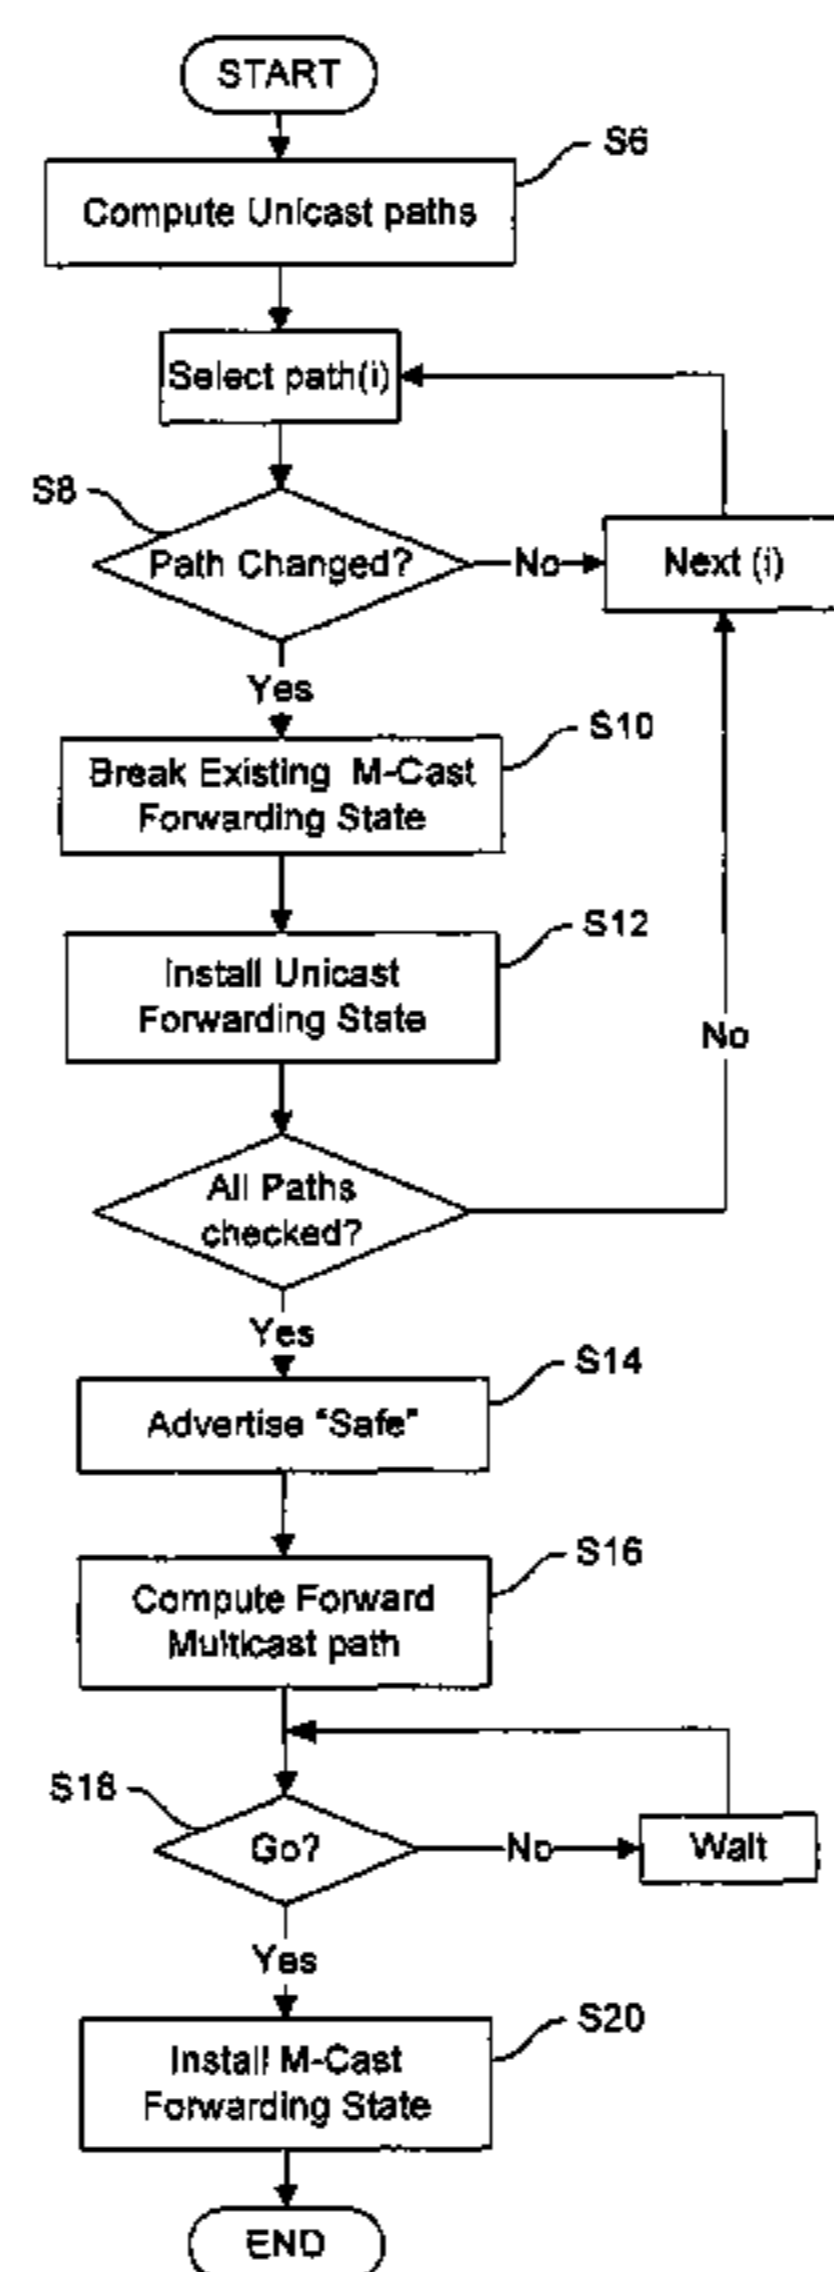 START
S6
Compute Unicast paths
Select path(i)
S8
Path Changed?
No
Next (i)
Yes
S10
Break Existing M-Cast
Forwarding State
S12
Install Unicast
Forwarding State
No
All Paths
checked?
Yes
S14
Advertise “Safe”
S16
Compute Forward
Multicast path
S18
Go?
No
Wait
Yes
S20
Install M-Cast
Forwarding State
END